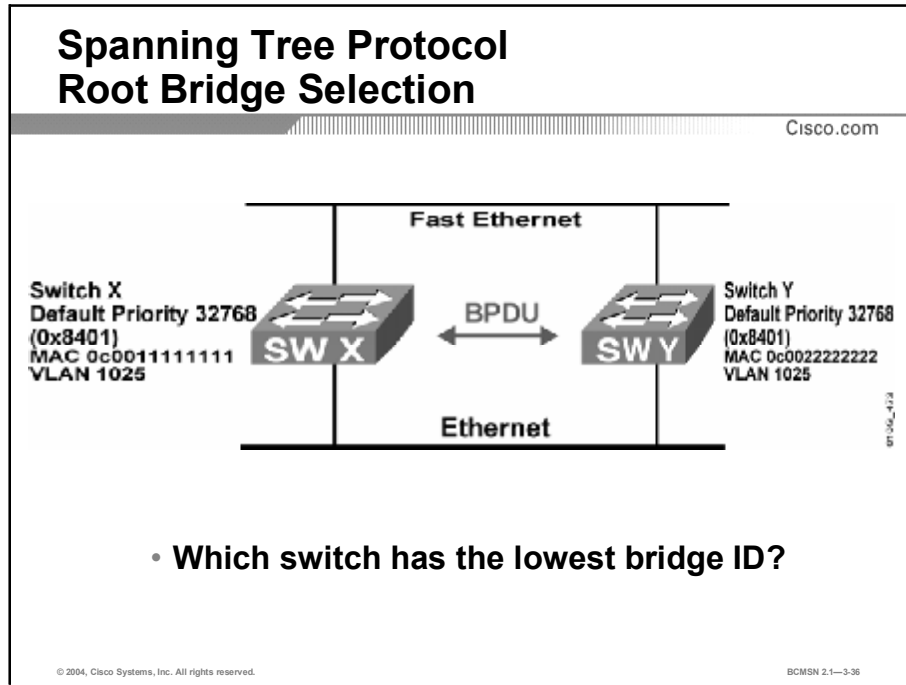 Spanning Tree Protocol
Root Bridge Selection
Cisco.com
Fast Ethernet
Switch X
Default Priority 32768
(0x8401)
MAC 0c0011111111
VLAN 1025
SW X
BPDU
SW Y
Switch Y
Default Priority 32768
(0x8401)
MAC 0c0022222222
VLAN 1025
Ethernet
• Which switch has the lowest bridge ID?
© 2004, Cisco Systems, Inc. All rights reserved.
BCMSN 2.1—3-36